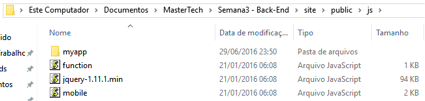 Este Computador > Documentos > MasterTech > Semana3 - Back-End > site > public > js >
Nome Data de modificaç... Tipo Tamanho
myapp 29/06/2016 23:50 Pasta de arquivos
function 21/01/2016 06:08 Arquivo JavaScript 1 KB
jquery-1.11.1.min 21/01/2016 06:08 Arquivo JavaScript 94 KB
mobile 21/01/2016 06:08 Arquivo JavaScript 2 KB
ido
rabalho
ds
nts